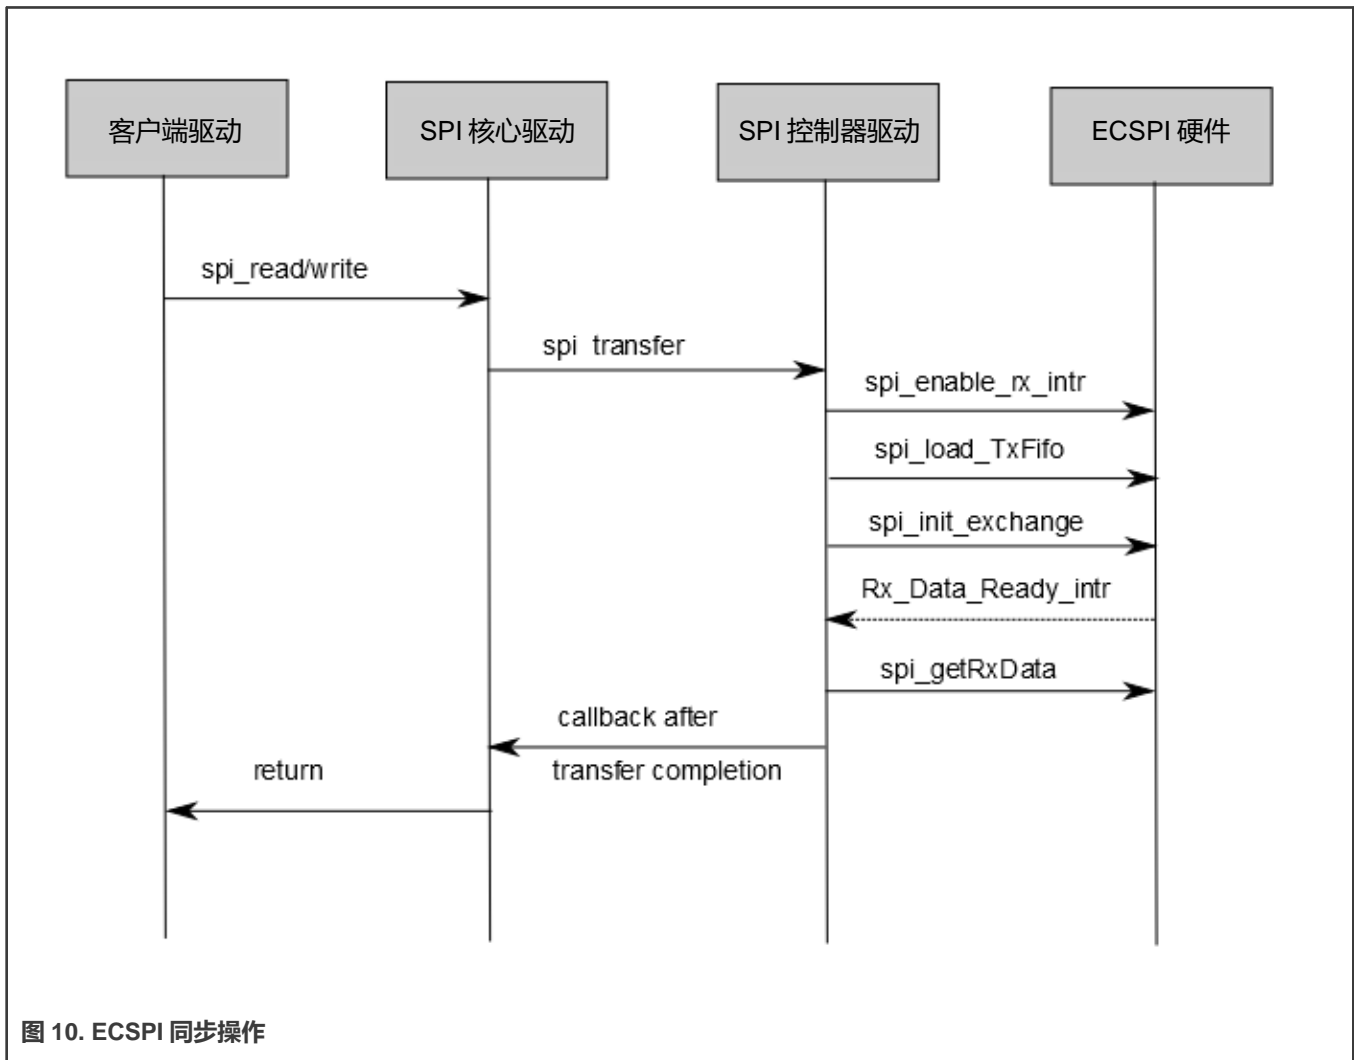 客户端驱动
SPI 核心驱动
SPI 控制器驱动
ECSPI 硬件
spi_read/write
spi transfer
spi_enable_rx_intr
spi_load_TxFifo
spi_init_exchange
Rx_Data_Ready_intr
spi_getRxData
callback after
transfer completion
return
图 10. ECSPI 同步操作